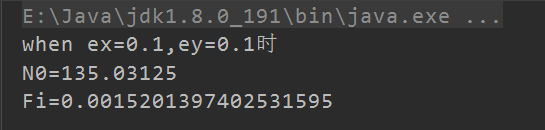 E:\Java\jdk1.8.0_191\bin\java.exe ...
when ex=0.1,ey=0.1时
N0=135.03125
Fi=0.0015201397402531595